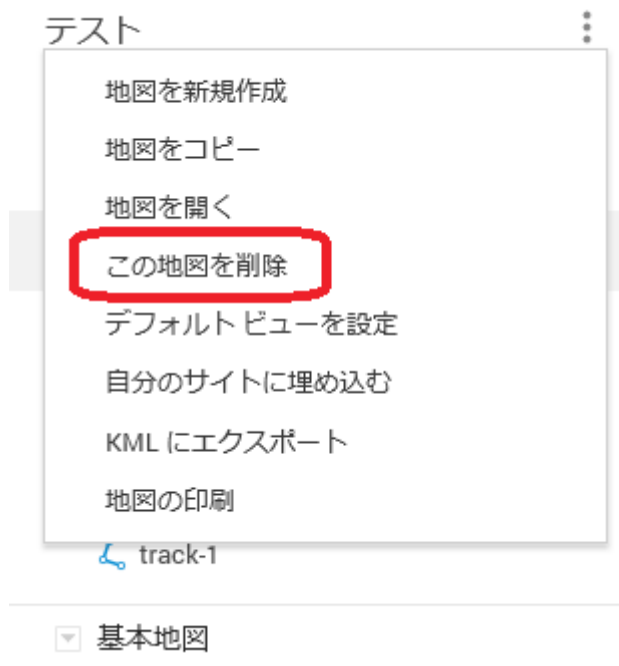 テスト
地図を新規作成
地図をコピー
地図を開く
この地図を削除
デフォルト ビューを設定
自分のサイトに埋め込む
KML にエクスポート
地図の印刷
track-1
基本地図